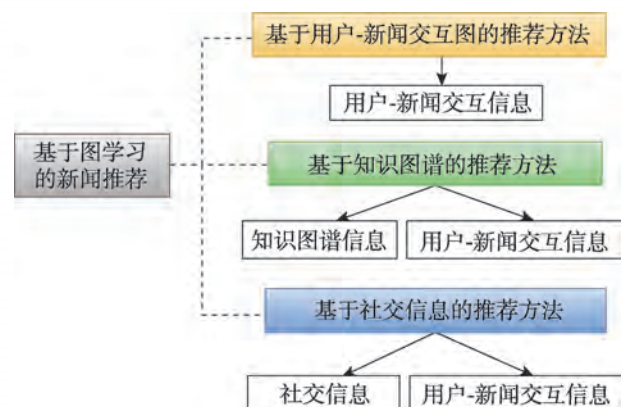 基于用户-新闻交互图的推荐方法
用户-新闻交互信息
基于图学习
的新闻推荐
基于知识图谱的推荐方法
知识图谱信息
用户-新闻交互信息
基于社交信息的推荐方法
社交信息
用户-新闻交互信息